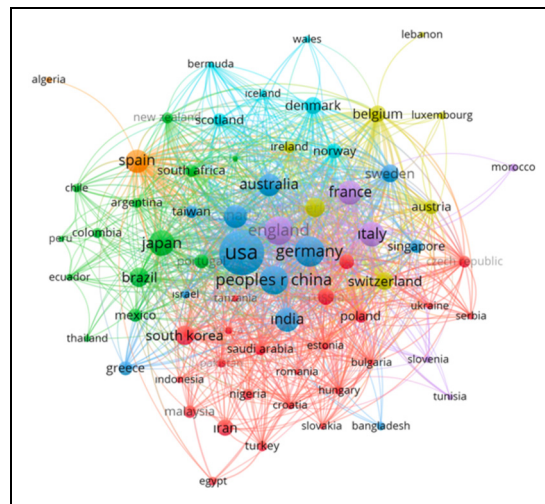 lebanon
wales
bermuda
algeria
iceland
denmark
belgium
luxembourg
new zealand
scotland
ireland
norway
spain
south africa
sweden
morocco
chile
australia
france
argentina
taiwan
austria
england
italy
colombia
peru
japan
usa
germany
singapore
portugal
czech republic
ecuador
brazil
peoples r china
switzerland
israel
tanzania
ukraine
mexico
india
poland
serbia
thailand
south korea
saudi arabia
estonia
greece
romania
bulgaria
slovenia
indonesia
nigeria
hungary
tunisia
malaysia
croatia
iran
slovakia
bangladesh
turkey
egypt